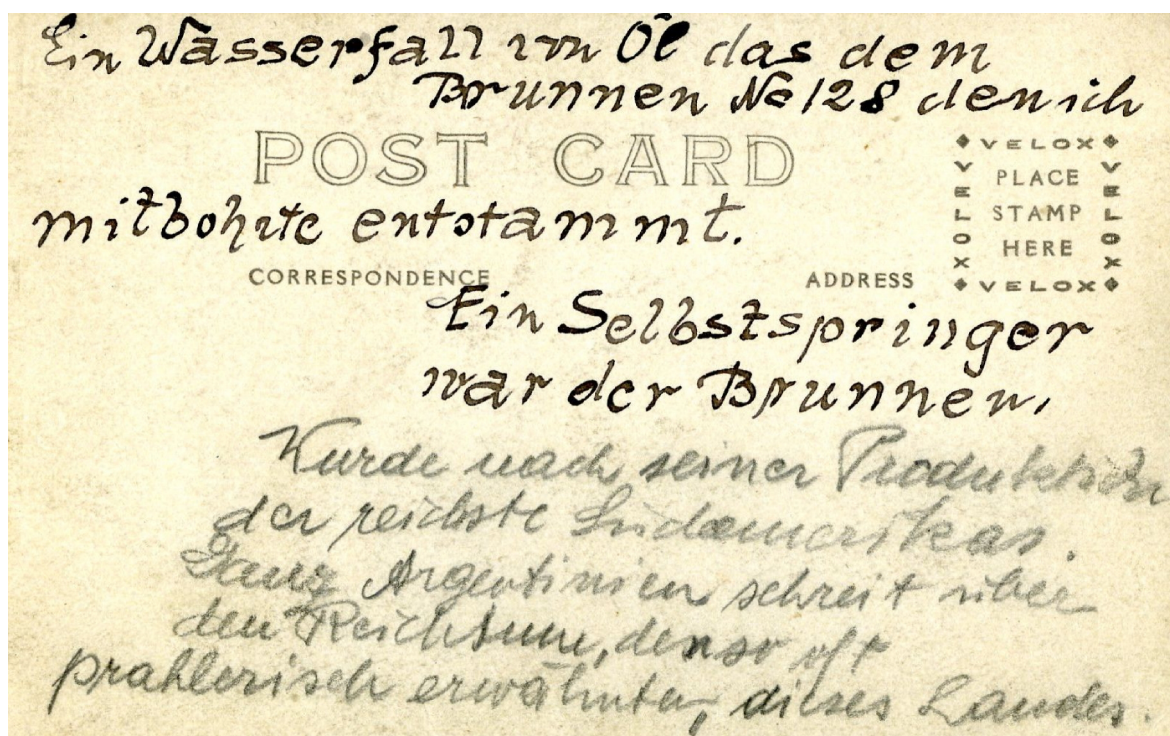 Ein Wasserfall von Öl das dem
Brunnen No 128 den ich
POST CARD
mitbohrte entstammt.
CORRESPONDENCE
ADDRESS
VELOX
VELOX
PLACE
STAMP
HERE
VELOX
VELOX
Ein Selbstspringer
war der Brunnen,
Wurde nach seiner Produktion
der reichste Südamerikas.
Ganz Argentinien schreit über
den Reichtum, den so oft
prahlerisch erwähnten, dieses Landes.